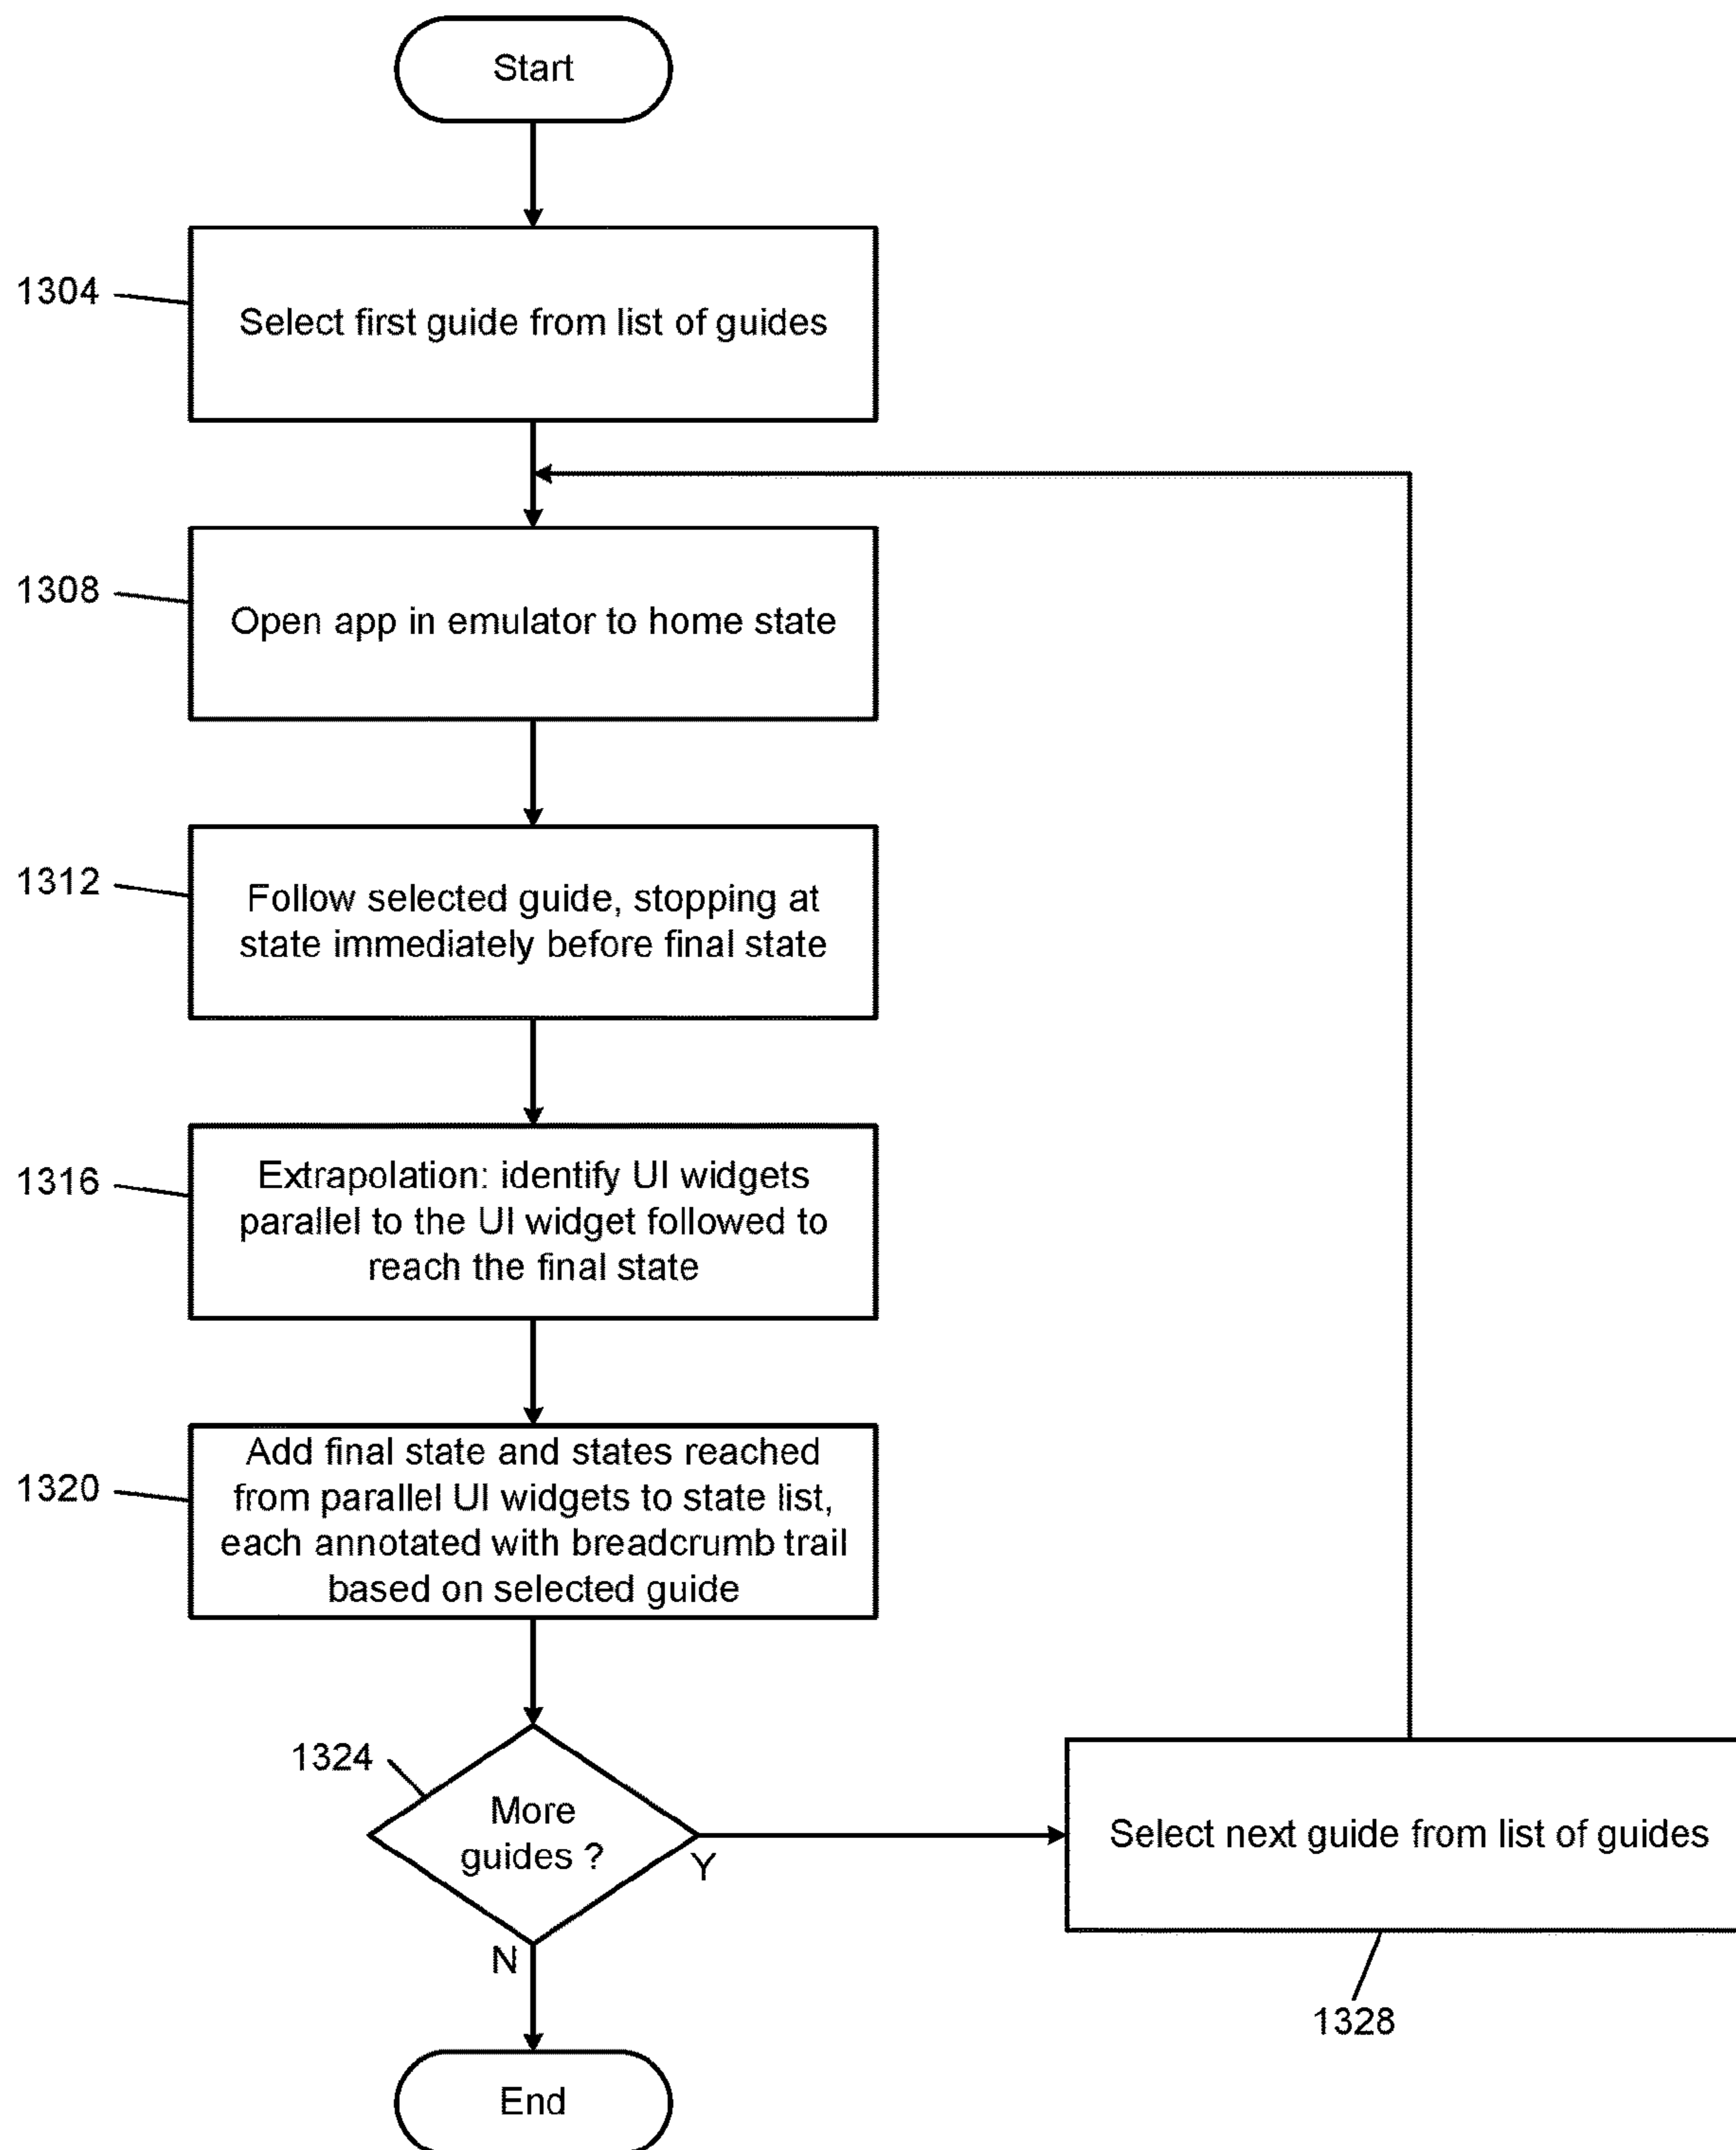 Start
1304
Select first guide from list of guides
1308
Open app in emulator to home state
1312
Follow selected guide, stopping at
state immediately before final state
1316
Extrapolation: identify UI widgets
parallel to the UI widget followed to
reach the final state
1320
Add final state and states reached
from parallel UI widgets to state list,
each annotated with breadcrumb trail
based on selected guide
1324
More
guides ?
Y
N
Select next guide from list of guides
1328
End